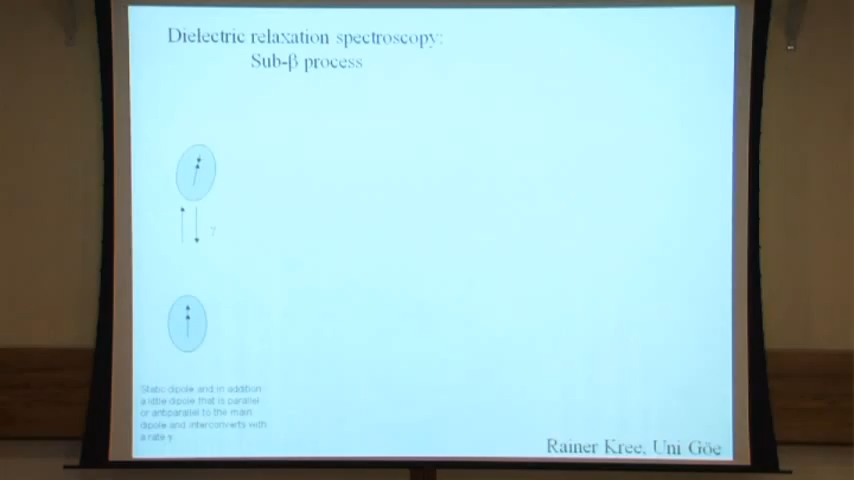 Dielectric relaxation spectroscopy:
Sub-β process
γ
Static dipole and in addition
a little dipole that is parallel
or antiparallel to the main
dipole and interconverts with
a rate γ
Rainer Kree, Uni Göe